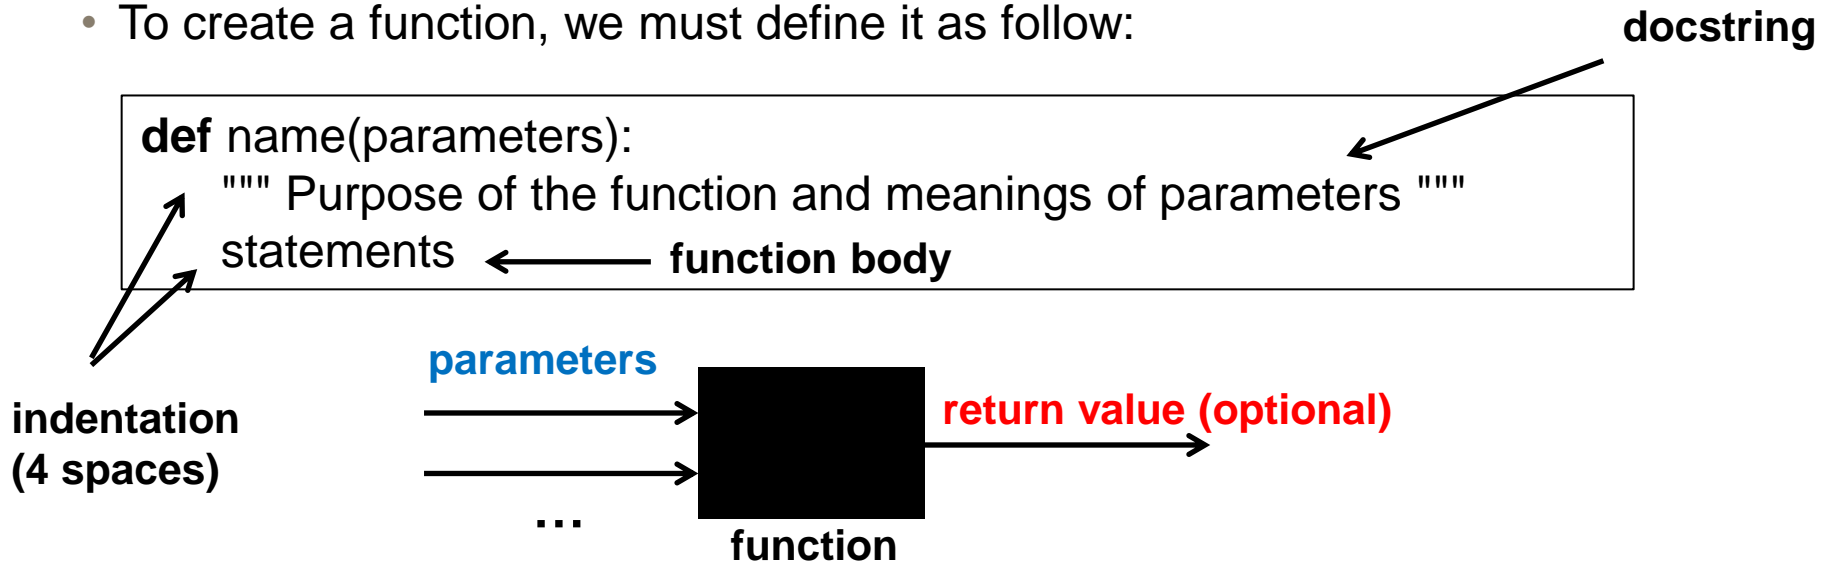 • To create a function, we must define it as follow:
docstring
def name(parameters):
""" Purpose of the function and meanings of parameters """
statements
function body
parameters
return value (optional)
indentation
(4 spaces)
...
function